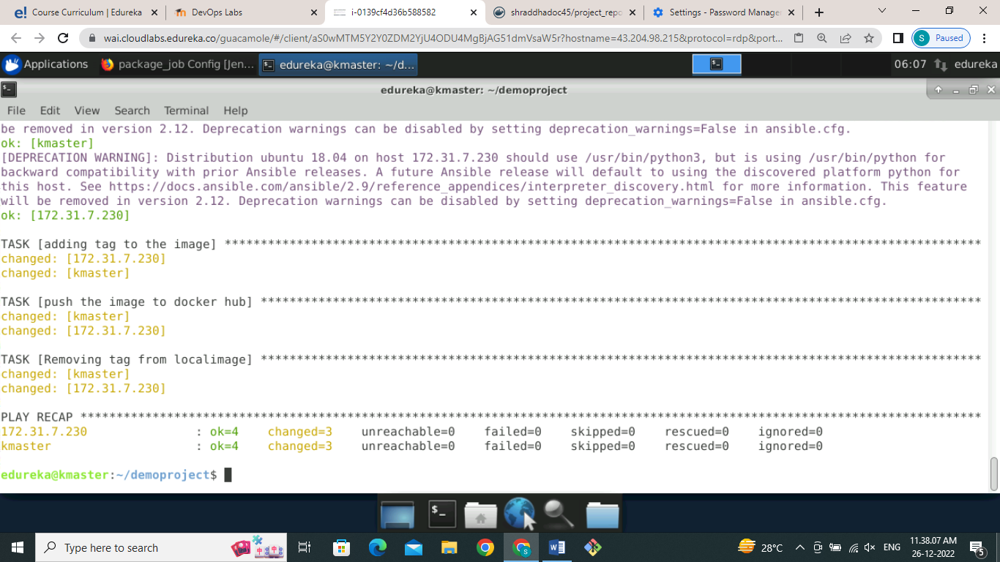 Course Curriculum | Edureka
DevOps Labs
i-0139cf4d36b588582
shraddhadoc45/project_repo
Settings - Password Manager
wai.cloudlabs.edureka.co/guacamole/#/client/aS0wMTM5Y2Y0ZDM2YjU4ODU4MgBjAG51dmVsaW5r?hostname=43.204.98.215&protocol=rdp&port...
S Paused
Applications
package_job Config [Jen...
edureka@kmaster: ~/d...
06:07
edureka
edureka@kmaster: ~/demoproject
File Edit View Search Terminal Help
be removed in version 2.12. Deprecation warnings can be disabled by setting deprecation_warnings=False in ansible.cfg.
ok: [kmaster]
[DEPRECATION WARNING]: Distribution ubuntu 18.04 on host 172.31.7.230 should use /usr/bin/python3, but is using /usr/bin/python for
backward compatibility with prior Ansible releases. A future Ansible release will default to using the discovered platform python for
this host. See https://docs.ansible.com/ansible/2.9/reference_appendices/interpreter_discovery.html for more information. This feature
will be removed in version 2.12. Deprecation warnings can be disabled by setting deprecation_warnings=False in ansible.cfg.
ok: [172.31.7.230]
TASK [adding tag to the image] *********************************************************************************************************
changed: [172.31.7.230]
changed: [kmaster]
TASK [push the image to docker hub] ****************************************************************************************************
changed: [kmaster]
changed: [172.31.7.230]
TASK [Removing tag from localimage] ****************************************************************************************************
changed: [kmaster]
changed: [172.31.7.230]
PLAY RECAP *****************************************************************************************************************************
172.31.7.230 : ok=4 changed=3 unreachable=0 failed=0 skipped=0 rescued=0 ignored=0
kmaster : ok=4 changed=3 unreachable=0 failed=0 skipped=0 rescued=0 ignored=0
edureka@kmaster:~/demoproject$
Type here to search
28°C
ENG
11.38.07 AM
26-12-2022
5